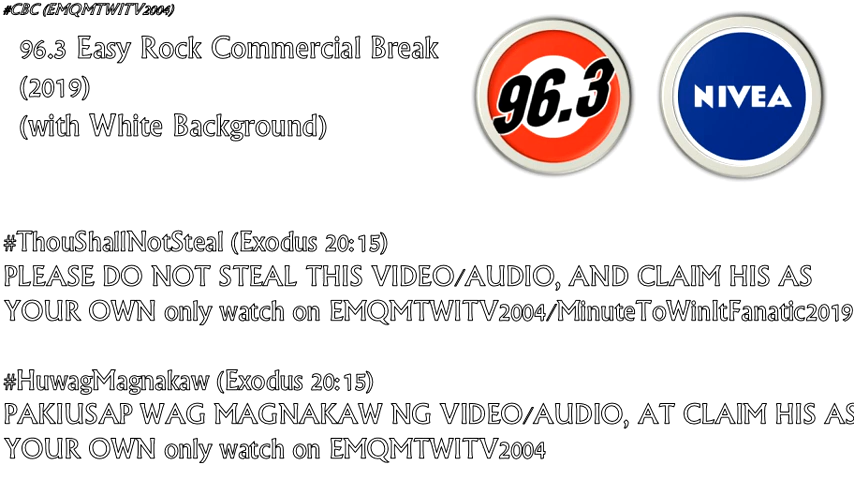 #CBC (EMQMTWITV2004)
96.3 Easy Rock Commercial Break
(2019)
(with White Background)
96.3
NIVEA
#ThouShallNotSteal (Exodus 20:15)
PLEASE DO NOT STEAL THIS VIDEO/AUDIO, AND CLAIM HIS AS
YOUR OWN only watch on EMQMTWITV2004/MinuteToWinItFanatic2019
#HuwagMagnakaw (Exodus 20:15)
PAKIUSAP WAG MAGNAKAW NG VIDEO/AUDIO, AT CLAIM HIS AS
YOUR OWN only watch on EMQMTWITV2004